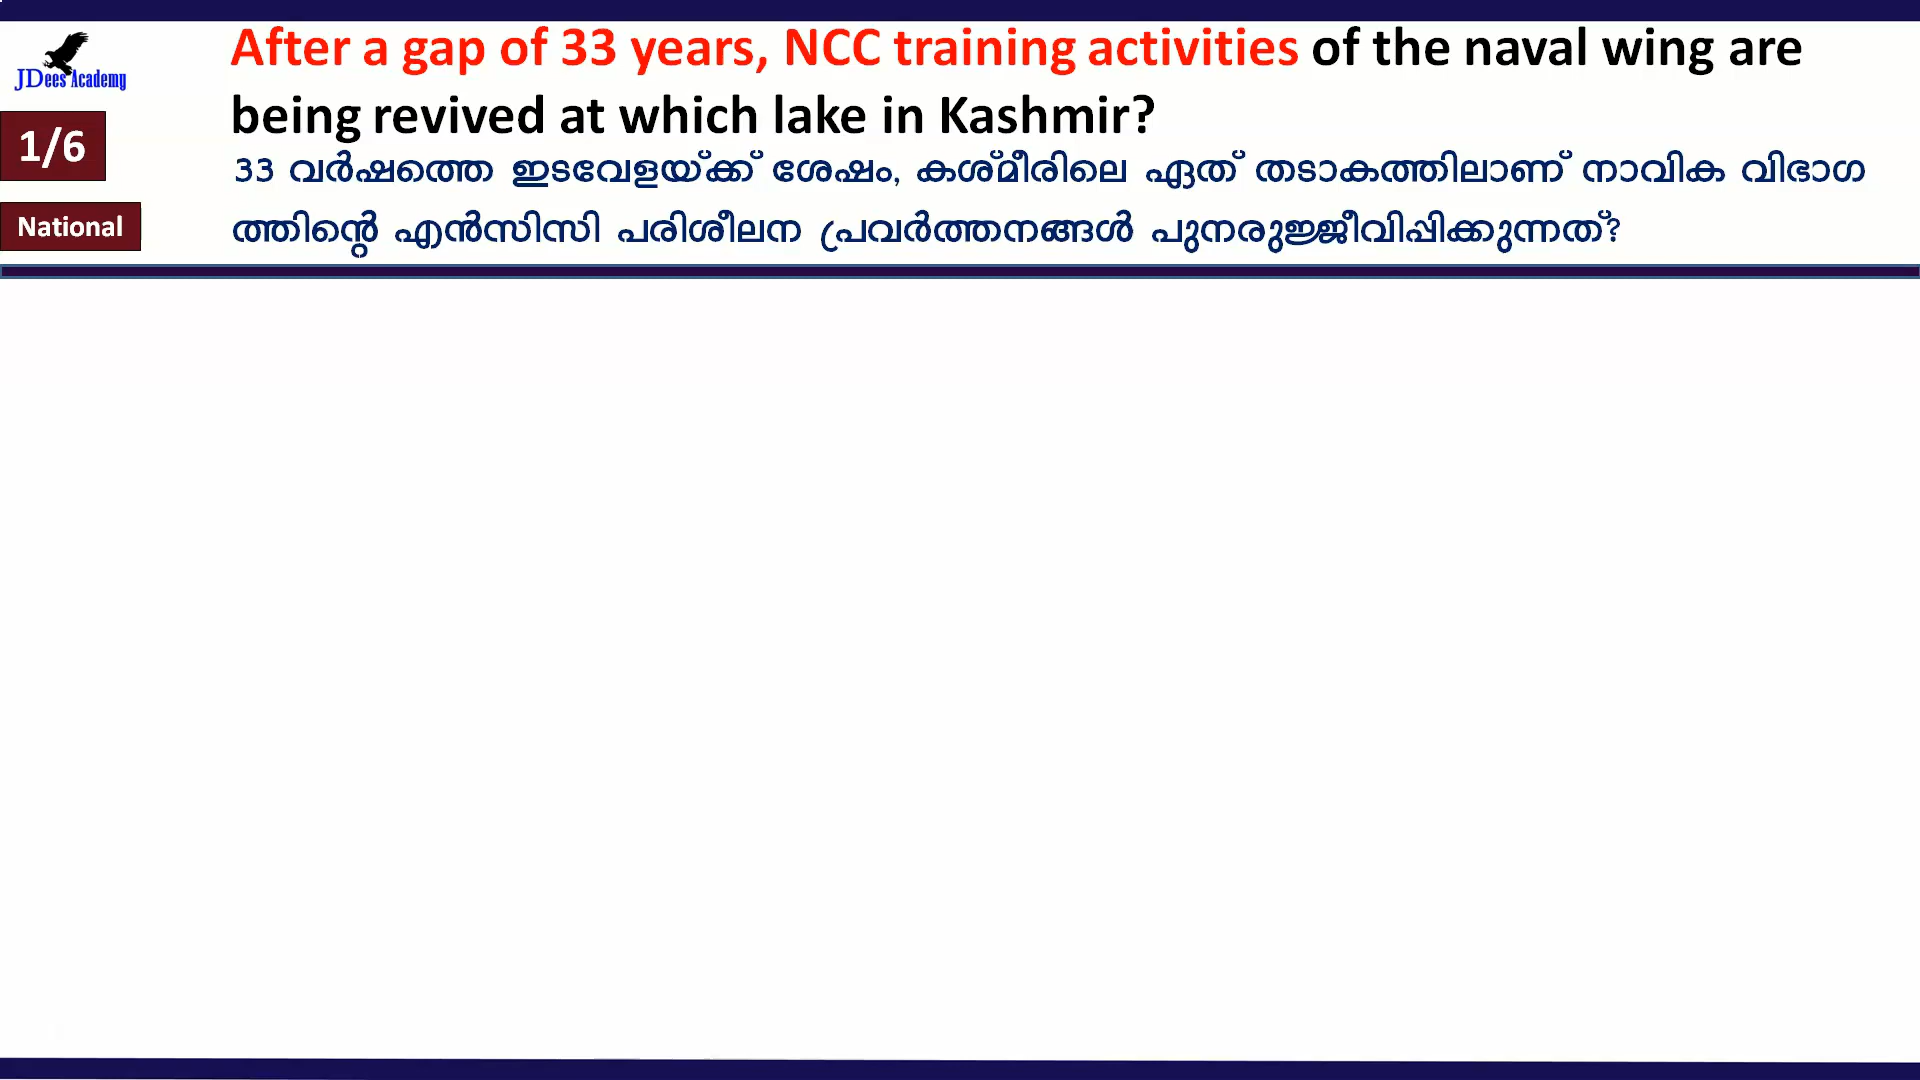 After a gap of 33 years, NCC training activities of the naval wing are
being revived at which lake in Kashmir?
33 വർഷത്തെ ഇടവേളയ്ക്ക് ശേഷം, കശ്മീരിലെ ഏത് തടാകത്തിലാണ് നാവിക വിഭാഗ
ത്തിന്റെ എൻസിസി പരിശീലന പ്രവർത്തനങ്ങൾ പുനരുജ്ജീവിപ്പിക്കുന്നത്?
JDees Academy
1/6
National